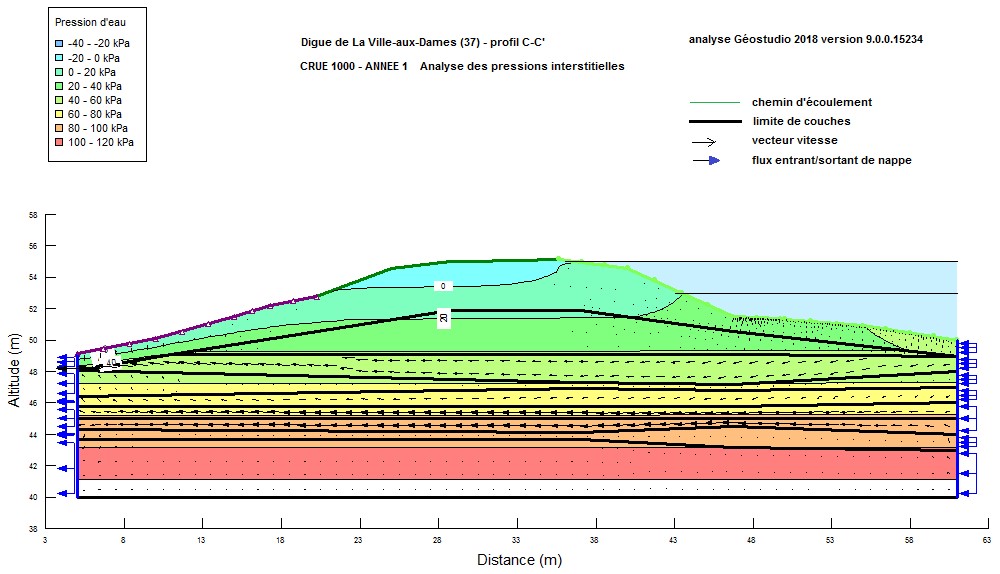 Pression d'eau
-40 - -20 kPa
-20 - 0 kPa
0 - 20 kPa
20 - 40 kPa
40 - 60 kPa
60 - 80 kPa
80 - 100 kPa
100 - 120 kPa
Digue de La Ville-aux-Dames (37) - profil C-C'
CRUE 1000 - ANNEE 1 Analyse des pressions interstitielles
analyse Géostudio 2018 version 9.0.0.15234
chemin d'écoulement
limite de couches
vecteur vitesse
flux entrant/sortant de nappe
58
56
54
52
50
48
46
44
42
40
38
Altitude (m)
0
20
40
3
8
13
18
23
28
33
38
43
48
53
58
63
Distance (m)